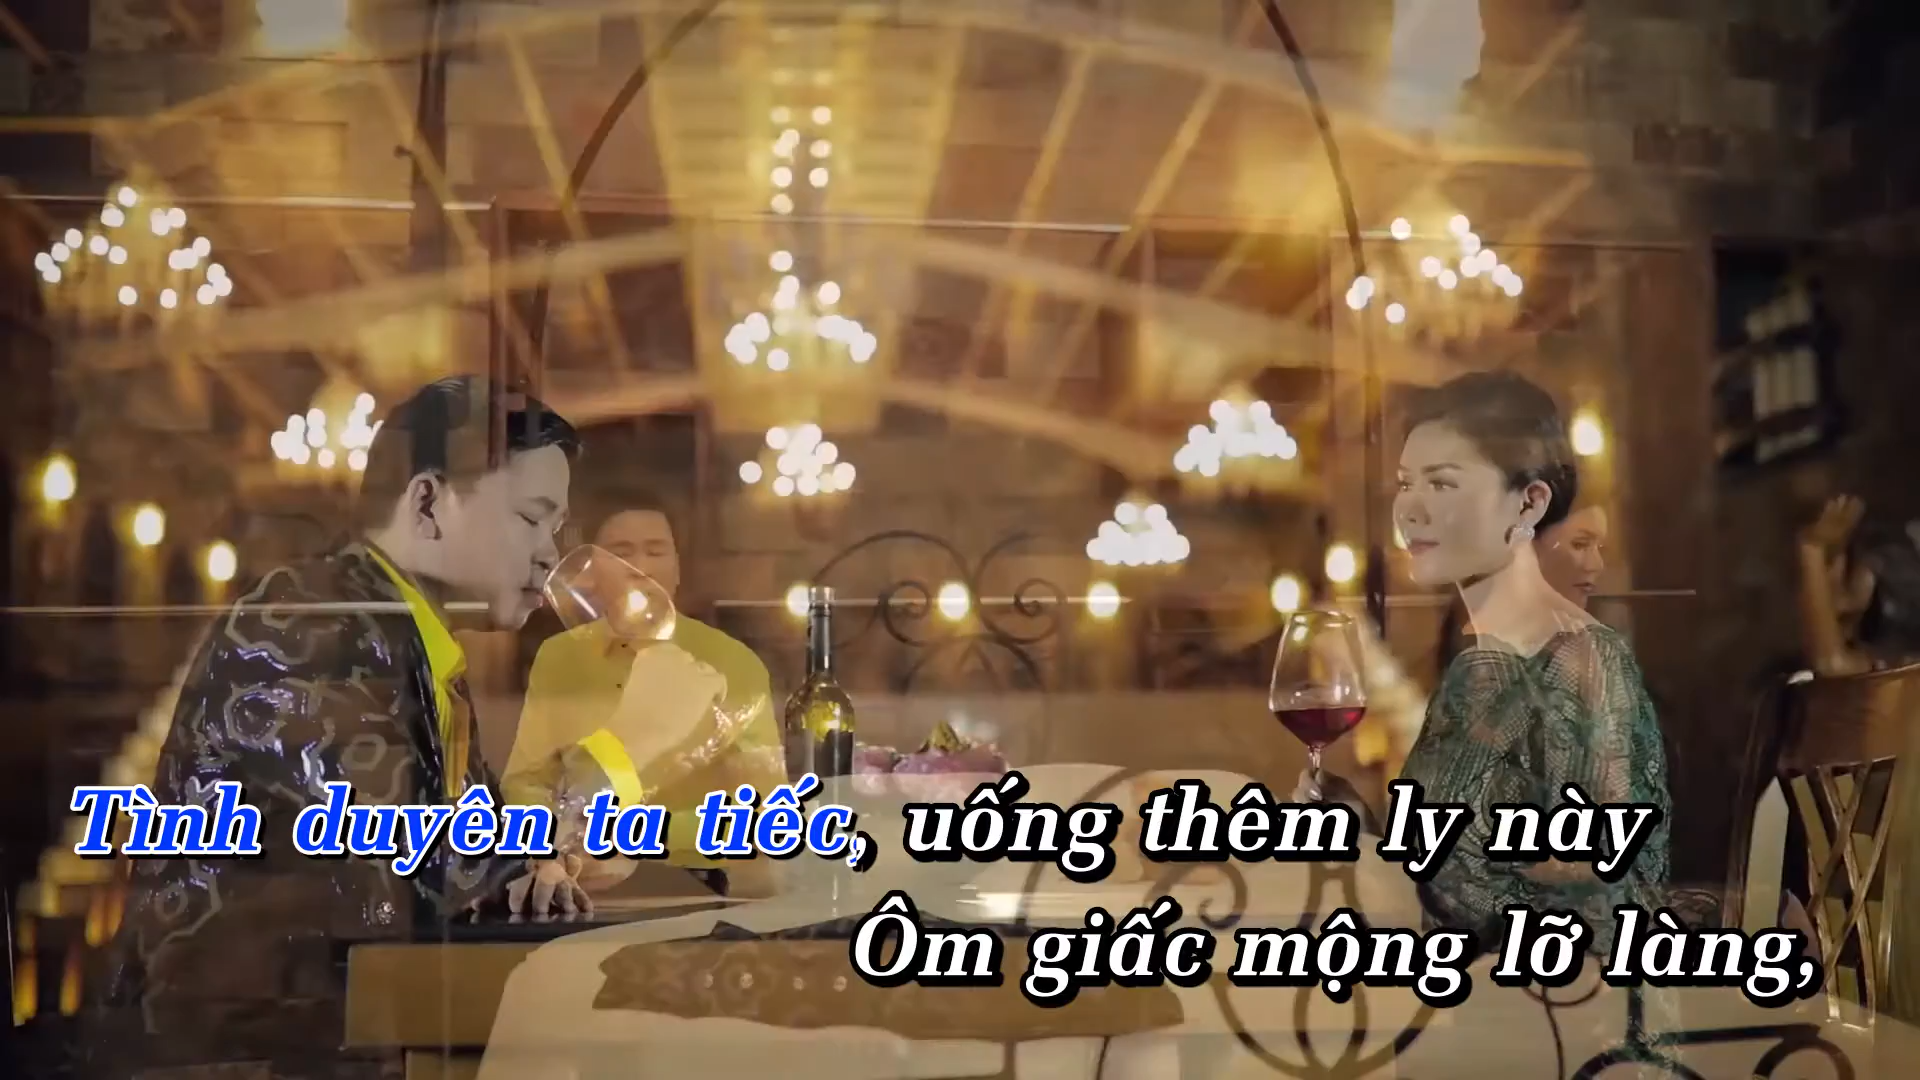 Tình duyên ta tiếc, uống thêm ly này
Ôm giấc mộng lỡ làng,